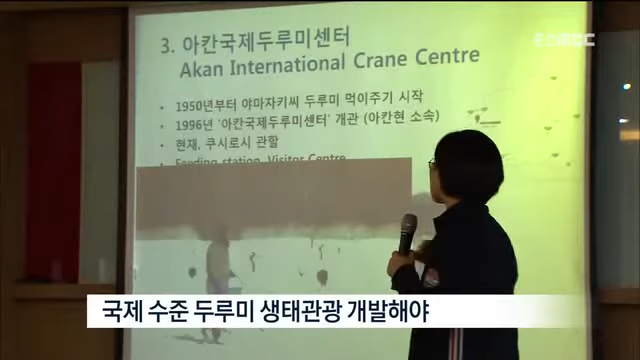 3. 아칸국제두루미센터
Akan International Crane Centre
• 1950년부터 야마자키씨 두루미 먹이주기 시작
• 1996년 '아칸국제두루미센터' 개관 (아칸현 소속)
• 현재, 쿠시로시 관할
• Feeding station, Visitor Centre
국제 수준 두루미 생태관광 개발해야